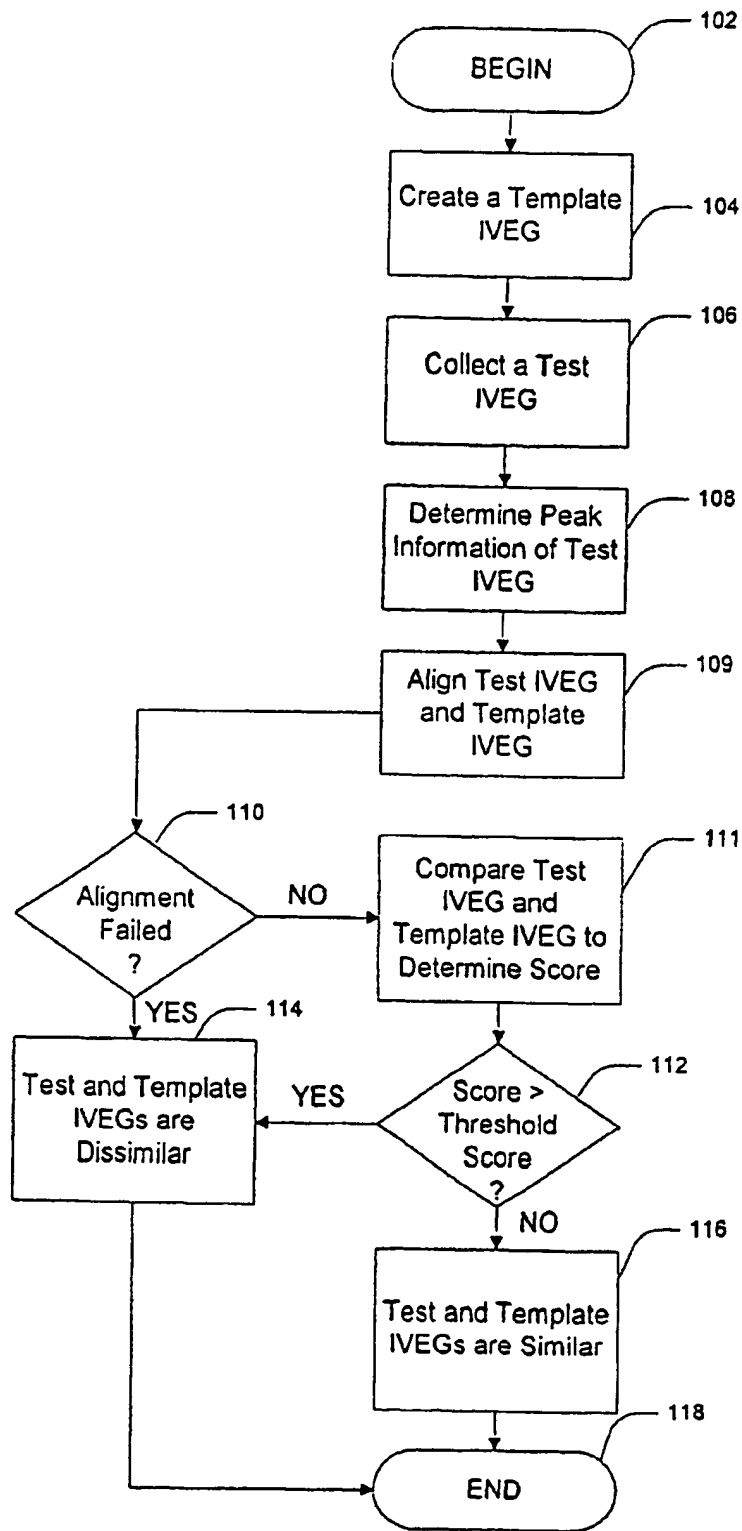 102
BEGIN
Create a Template
IVEG
104
106
Collect a Test
IVEG
108
Determine Peak
Information of Test
IVEG
109
Align Test IVEG
and Template
IVEG
110
Alignment
Failed
?
NO
YES
111
Compare Test
IVEG and
Template IVEG to
Determine Score
112
Score >
Threshold
Score
?
YES
NO
114
Test and Template
IVEGs are
Dissimilar
116
Test and Template
IVEGs are Similar
118
END